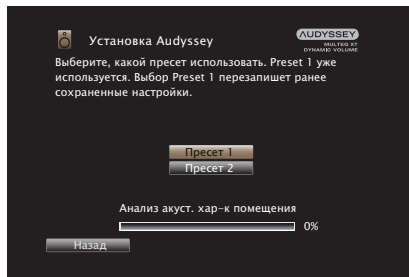 Установка Audyssey
AUDYSSEY
MULTEQ XT
DYNAMIC VOLUME
Выберите, какой пресет использовать. Preset 1 уже
используется. Выбор Preset 1 перезапишет ранее
сохраненные настройки.
Пресет 1
Пресет 2
Анализ акуст. хар-к помещения
0%
Назад